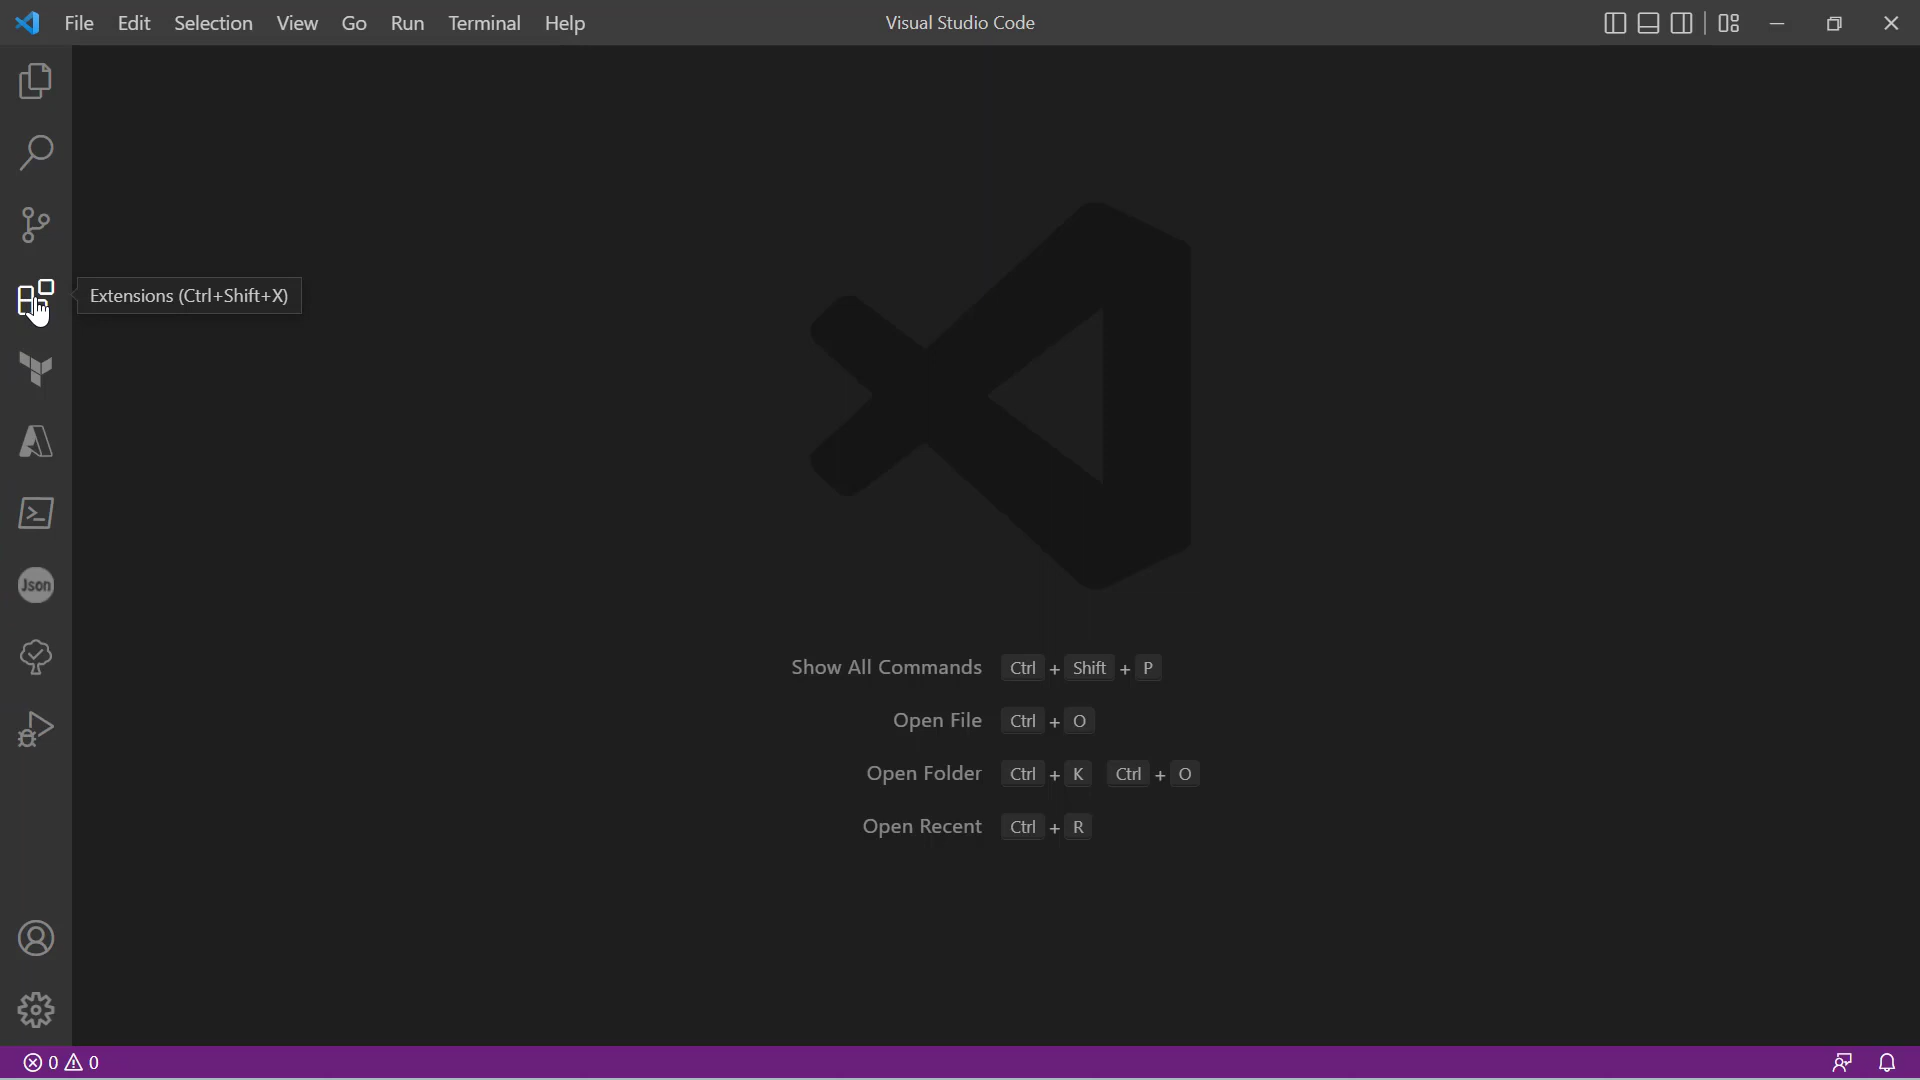 File Edit Selection View Go Run Terminal Help Visual Studio Code
Extensions (Ctrl+Shift+X)
Json
Show All Commands Ctrl + Shift + P
Open File Ctrl + O
Open Folder Ctrl + K Ctrl + O
Open Recent Ctrl + R
0 0